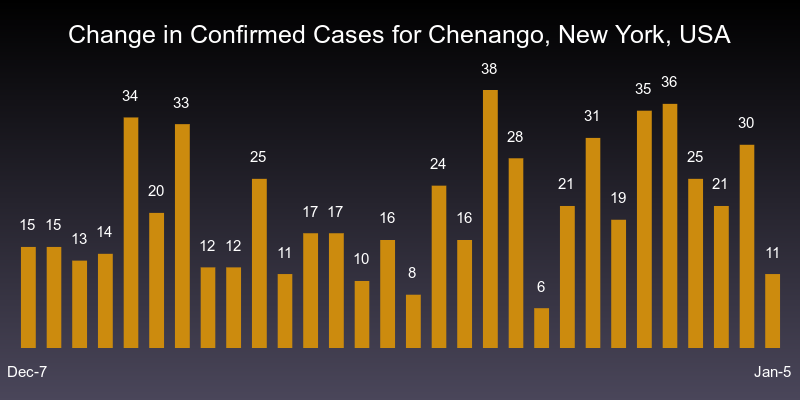 Change in Confirmed Cases for Chenango, New York, USA
15 15 13 14 34 20 33 12 12 25 11 17 17 10 16 8 24 16 38 28 6 21 31 19 35 36 25 21 30 11
Dec-7 Jan-5